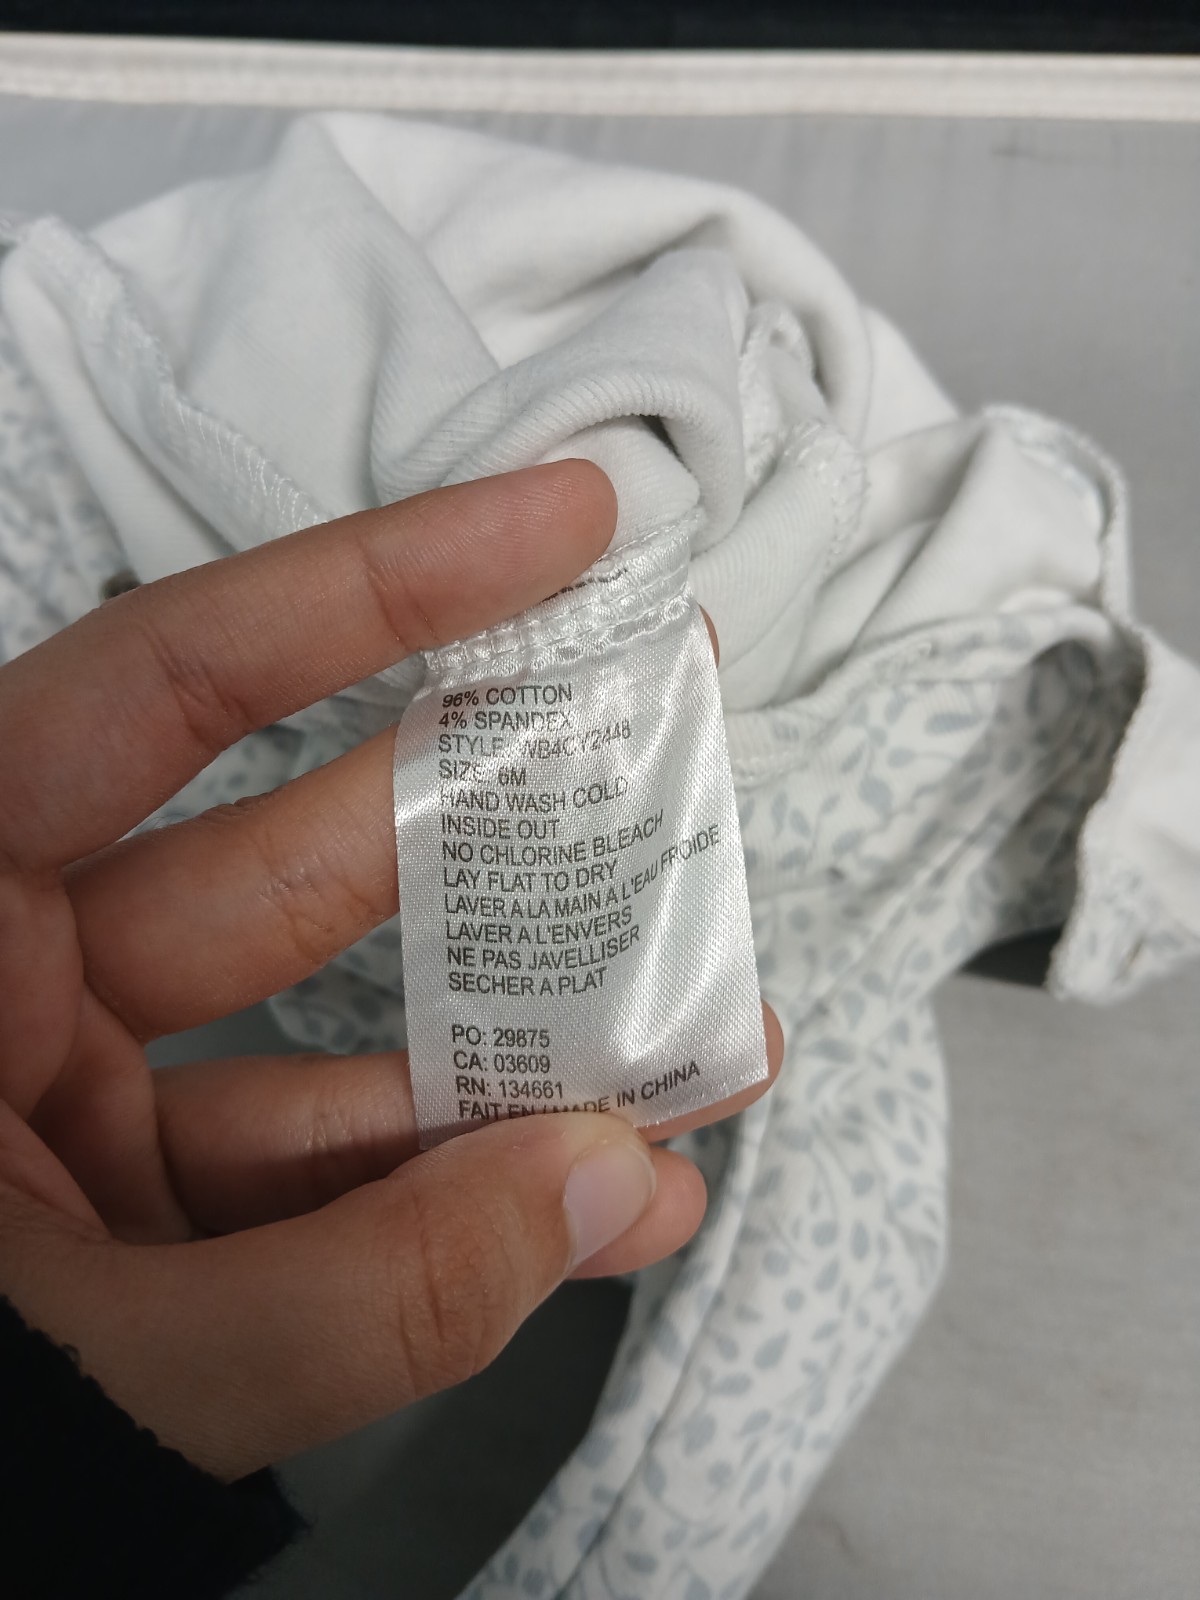 96% COTTON
4% SPANDEX
STYLE: WB4CY2448
SIZE: 6M
HAND WASH COLD
INSIDE OUT
NO CHLORINE BLEACH
LAY FLAT TO DRY
LAVER A LA MAIN A L'EAU FROIDE
LAVER A L'ENVERS
NE PAS JAVELLISER
SECHER A PLAT
PO: 29875
CA: 03609
RN: 134661
FAIT EN / MADE IN CHINA